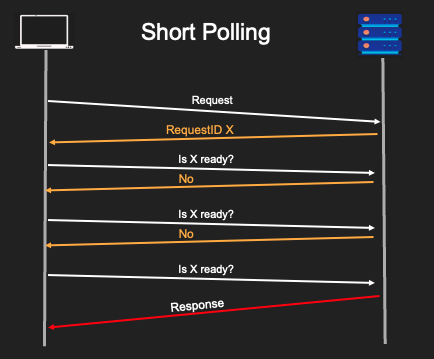 Short Polling
Request
RequestID X
Is X ready?
No
Is X ready?
No
Is X ready?
Response